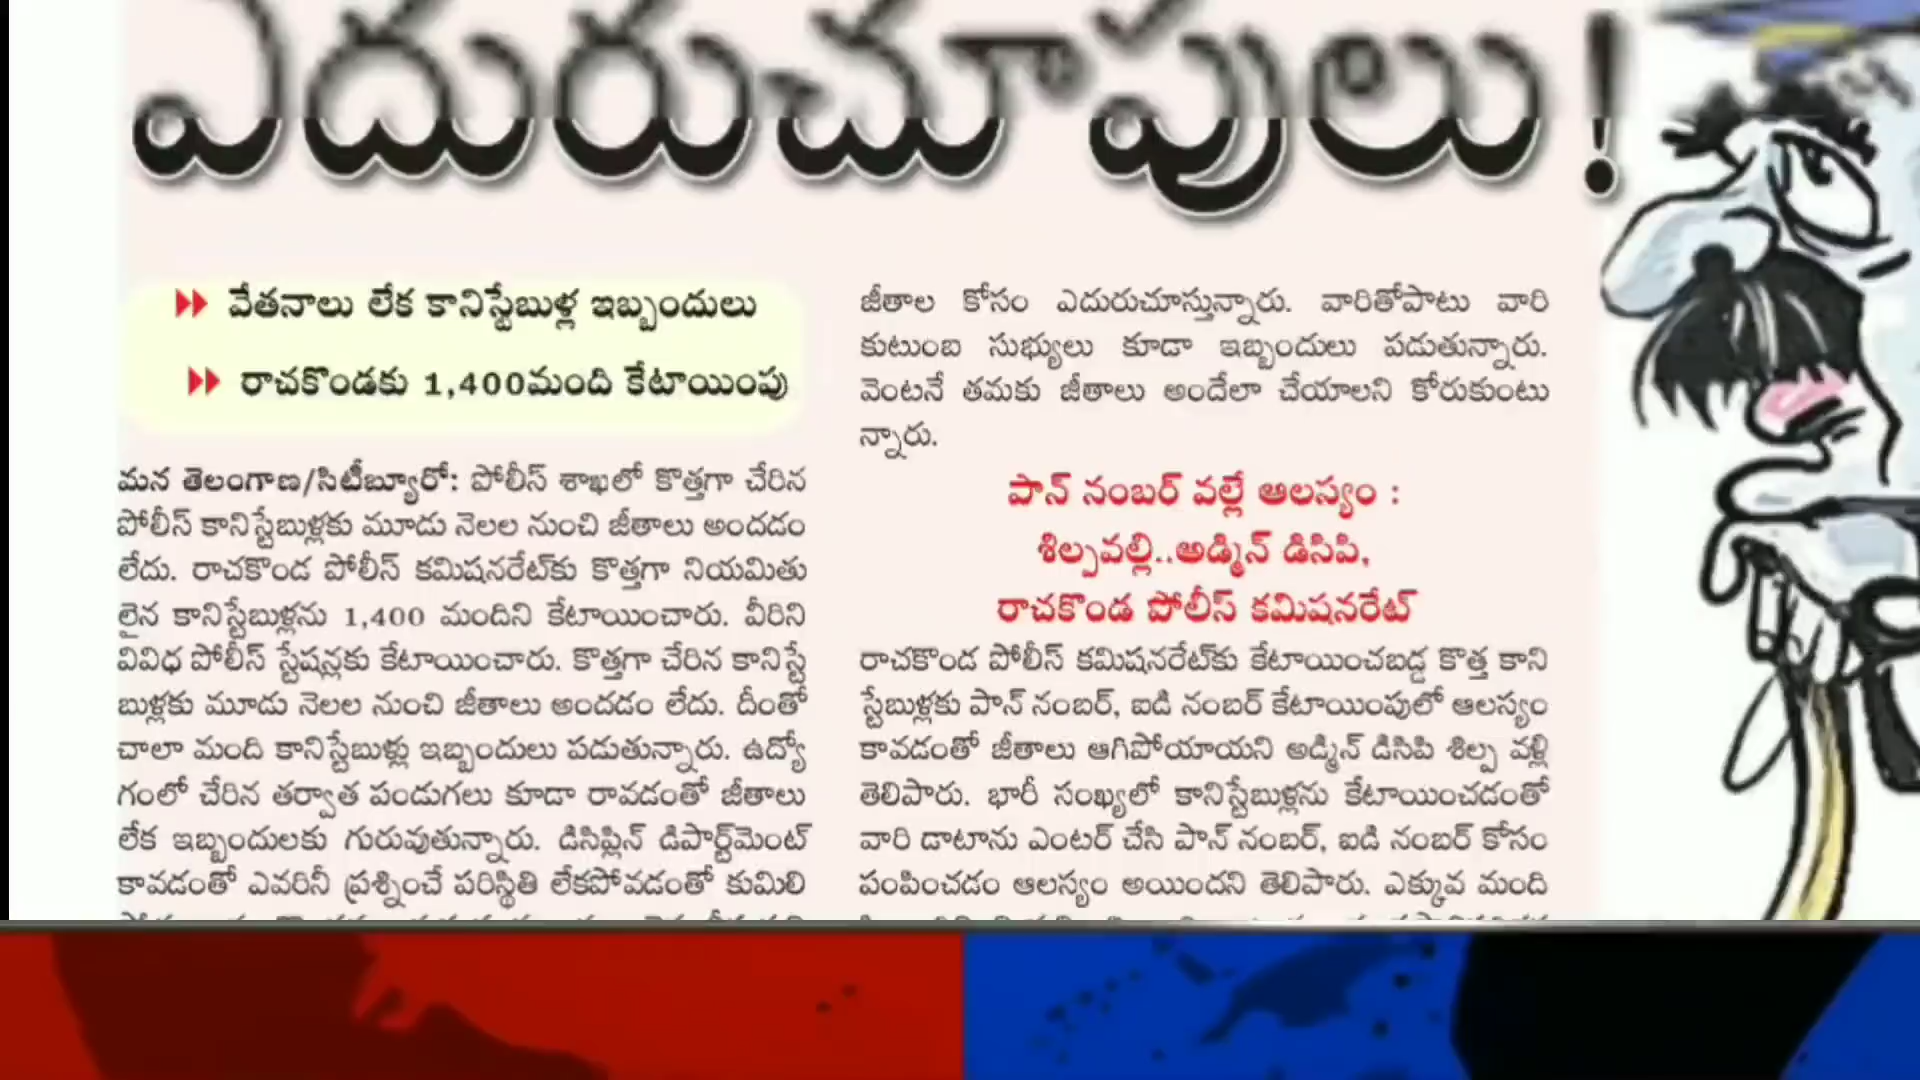 ఎదురుచూపులు!
వేతనాలు లేక కానిస్టేబుళ్ల ఇబ్బందులు
రాచకొండకు 1,400మంది కేటాయింపు
మన తెలంగాణ/సిటీబ్యూరో: పోలీస్ శాఖలో కొత్తగా చేరిన
పోలీస్ కానిస్టేబుళ్లకు మూడు నెలల నుంచి జీతాలు అందడం
లేదు. రాచకొండ పోలీస్ కమిషనరేట్‌కు కొత్తగా నియమితు
లైన కానిస్టేబుళ్లను 1,400 మందిని కేటాయించారు. వీరిని
వివిధ పోలీస్ స్టేషన్లకు కేటాయించారు. కొత్తగా చేరిన కానిస్టే
బుళ్లకు మూడు నెలల నుంచి జీతాలు అందడం లేదు. దీంతో
చాలా మంది కానిస్టేబుళ్లు ఇబ్బందులు పడుతున్నారు. ఉద్యో
గంలో చేరిన తర్వాత పండుగలు కూడా రావడంతో జీతాలు
లేక ఇబ్బందులకు గురువుతున్నారు. డిసిప్లిన్ డిపార్ట్‌మెంట్
కావడంతో ఎవరినీ ప్రశ్నించే పరిస్థితి లేకపోవడంతో కుమిలి
జీతాల కోసం ఎదురుచూస్తున్నారు. వారితోపాటు వారి
కుటుంబ సుభ్యులు కూడా ఇబ్బందులు పడుతున్నారు.
వెంటనే తమకు జీతాలు అందేలా చేయాలని కోరుకుంటు
న్నారు.
పాన్ నంబర్ వల్లే ఆలస్యం :
శిల్పవల్లి..అడ్మిన్ డిసిపి,
రాచకొండ పోలీస్ కమిషనరేట్
రాచకొండ పోలీస్ కమిషనరేట్‌కు కేటాయించబడ్డ కొత్త కాని
స్టేబుళ్లకు పాన్ నంబర్, ఐడి నంబర్ కేటాయింపులో ఆలస్యం
కావడంతో జీతాలు ఆగిపోయాయని అడ్మిన్ డిసిపి శిల్ప వల్లి
తెలిపారు. భారీ సంఖ్యలో కానిస్టేబుళ్లను కేటాయించడంతో
వారి డాటాను ఎంటర్ చేసి పాన్ నంబర్, ఐడి నంబర్ కోసం
పంపించడం ఆలస్యం అయిందని తెలిపారు. ఎక్కువ మంది